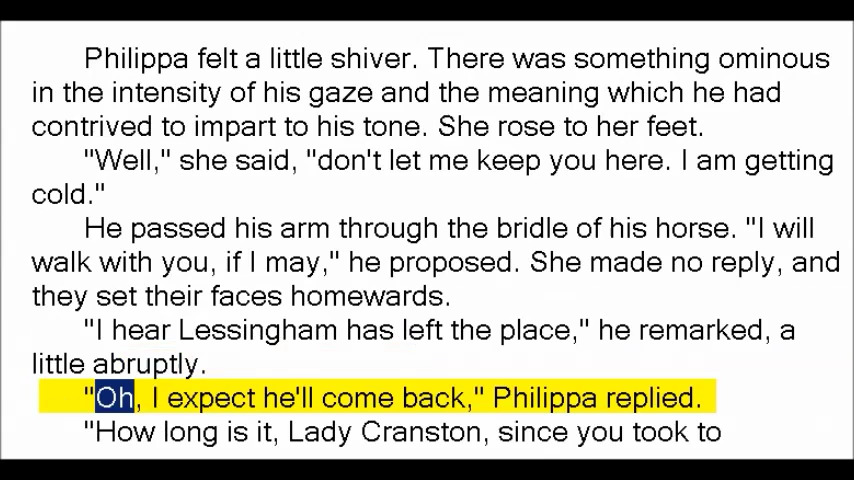 Philippa felt a little shiver. There was something ominous
in the intensity of his gaze and the meaning which he had
contrived to impart to his tone. She rose to her feet.
"Well," she said, "don't let me keep you here. I am getting
cold."
He passed his arm through the bridle of his horse. "I will
walk with you, if I may," he proposed. She made no reply, and
they set their faces homewards.
"I hear Lessingham has left the place," he remarked, a
little abruptly.
"Oh, I expect he'll come back," Philippa replied.
"How long is it, Lady Cranston, since you took to